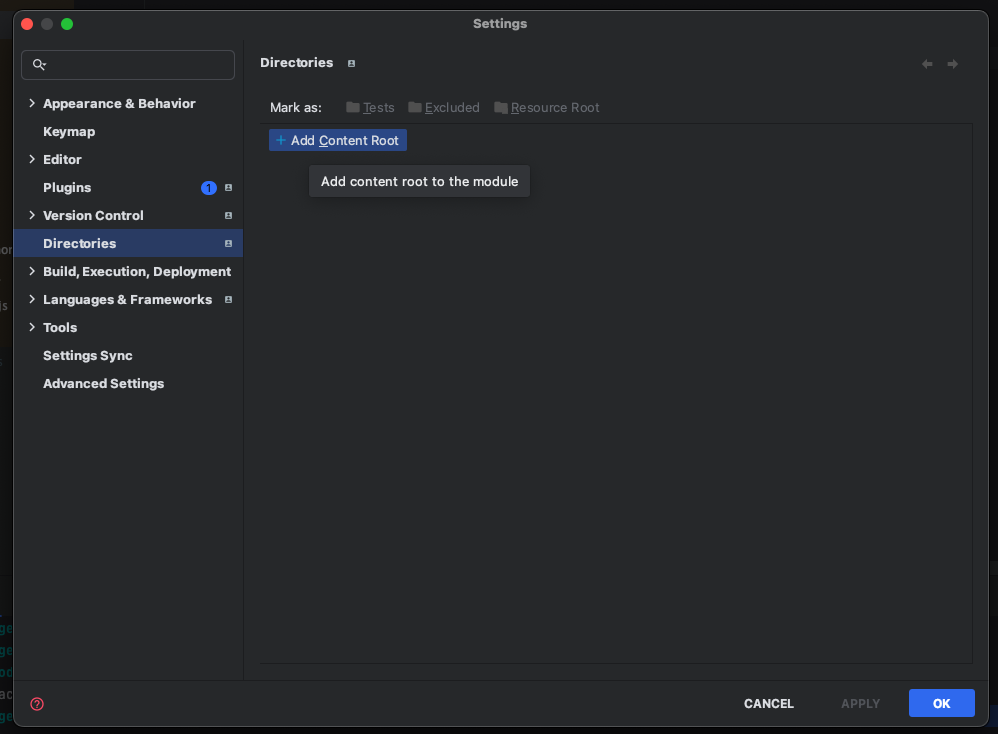 Settings
Directories
Mark as: Tests Excluded Resource Root
+ Add Content Root
Add content root to the module
Appearance & Behavior
Keymap
Editor
Plugins 1
Version Control
Directories
Build, Execution, Deployment
Languages & Frameworks
Tools
Settings Sync
Advanced Settings
?
CANCEL APPLY OK